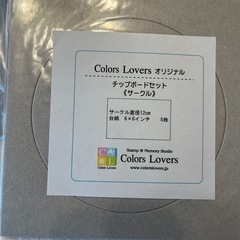 Colors Lovers オリジナル
チップボードセット
《サークル》
サークル直径12cm
台紙 6×6インチ 5枚
Stamp & Memory Studio
Colors Lovers
www.colorslovers.jp
Colors Lovers